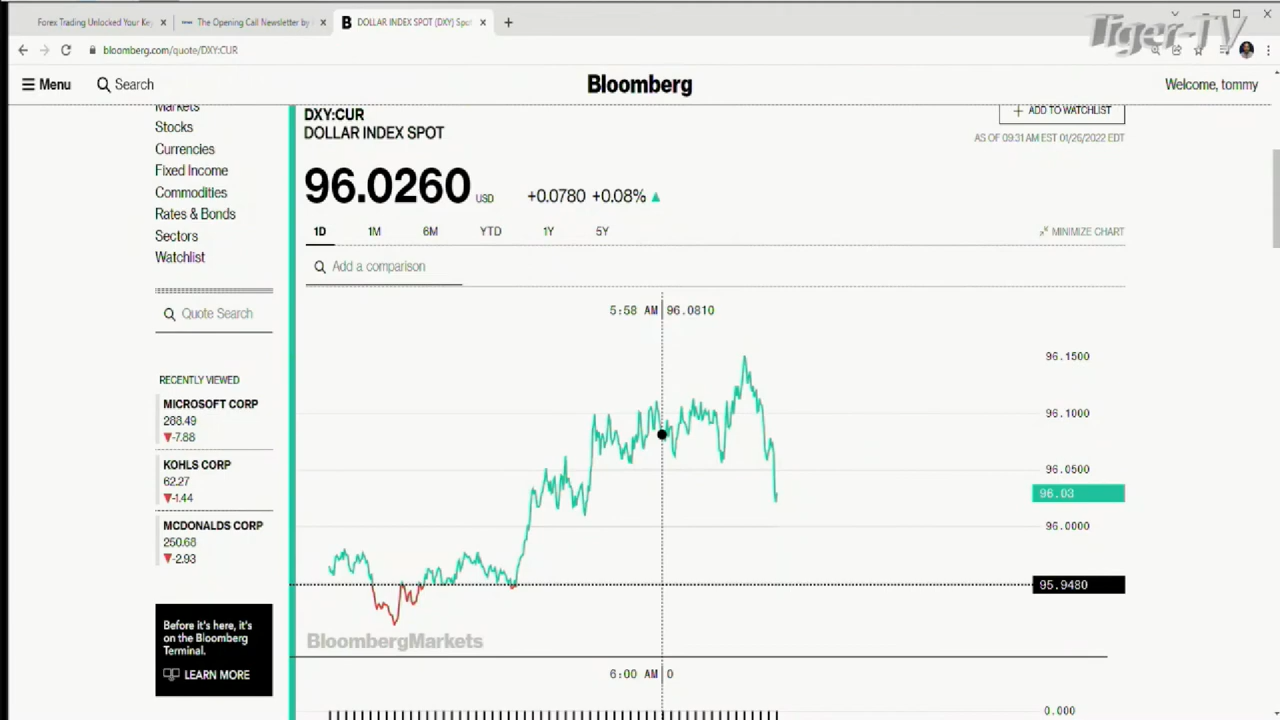 Forex Trading Unlocked Your Ke
The Opening Call Newsletter by
B DOLLAR INDEX SPOT (DXY) Spot
Tiger-TV
bloomberg.com/quote/DXY:CUR
Menu
Search
Bloomberg
Welcome, tommy
Markets
Stocks
Currencies
Fixed Income
Commodities
Rates & Bonds
Sectors
Watchlist
Quote Search
RECENTLY VIEWED
MICROSOFT CORP
288.49
▼-7.88
KOHLS CORP
62.27
▼-1.44
MCDONALDS CORP
250.68
▼-2.93
Before it's here, it's
on the Bloomberg
Terminal.
LEARN MORE
DXY:CUR
DOLLAR INDEX SPOT
+ ADD TO WATCHLIST
AS OF 09:31 AM EST 01/26/2022 EDT
96.0260 USD +0.0780 +0.08% ▲
1D 1M 6M YTD 1Y 5Y
MINIMIZE CHART
Add a comparison
5:58 AM 96.0810
96.1500
96.1000
96.0500
96.03
96.0000
95.9480
BloombergMarkets
6:00 AM 0
0.000